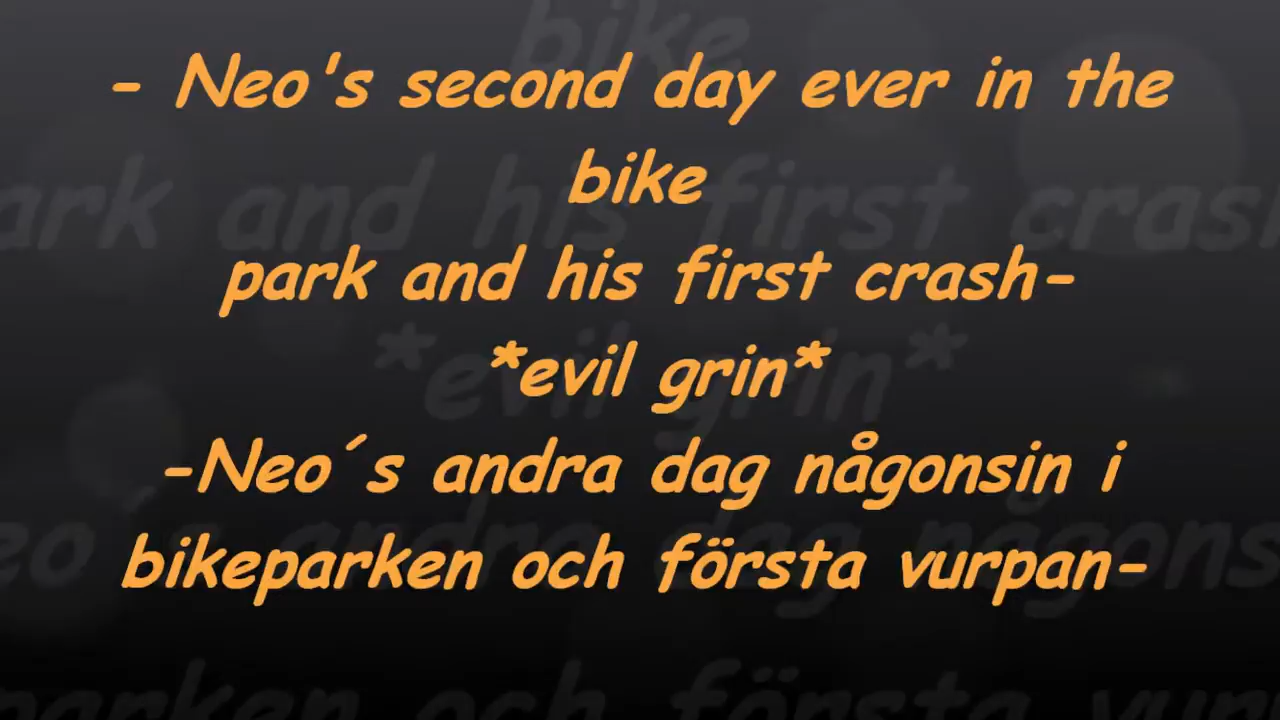 - Neo's second day ever in the
bike
park and his first crash-
*evil grin*
-Neo´s andra dag någonsin i
bikeparken och första vurpan-